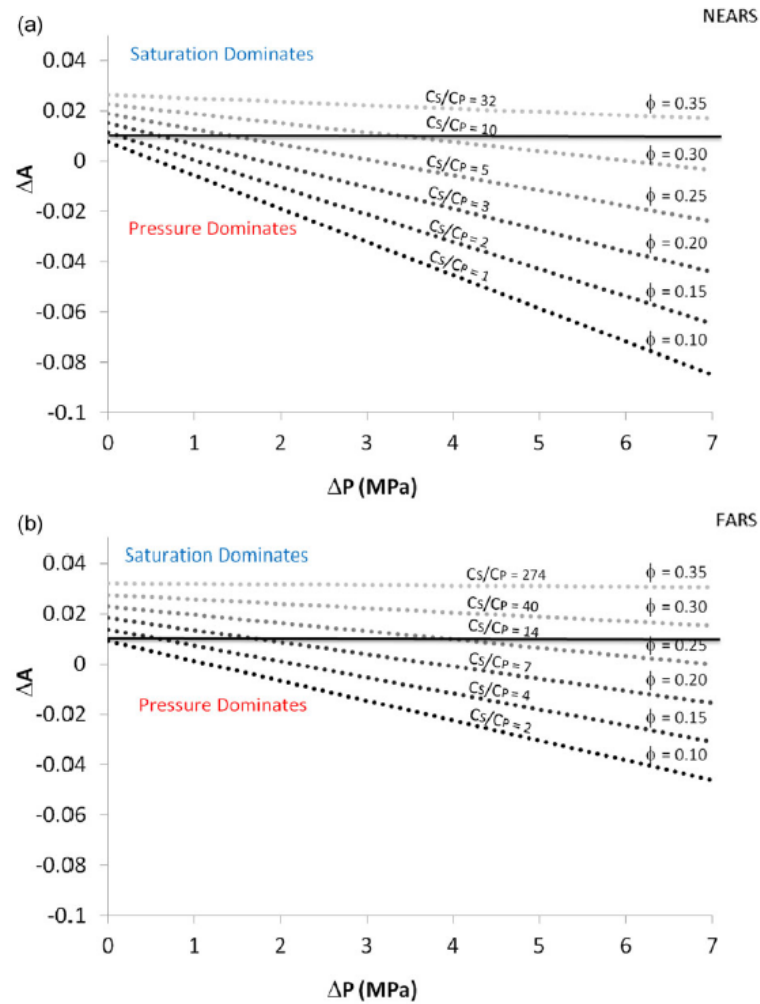 (a)
NEARS
Saturation Dominates
0.04
0.02
0
-0.02
-0.04
-0.06
-0.08
-0.1
ΔA
Cs/CP = 32
ϕ = 0.35
Cs/CP = 10
ϕ = 0.30
Cs/CP = 5
ϕ = 0.25
Cs/CP = 3
ϕ = 0.20
Pressure Dominates
Cs/CP = 2
ϕ = 0.15
Cs/CP = 1
ϕ = 0.10
0 1 2 3 4 5 6 7
ΔP (MPa)
(b)
FARS
Saturation Dominates
0.04
0.02
0
-0.02
-0.04
-0.06
-0.08
-0.1
ΔA
Cs/CP = 274
ϕ = 0.35
Cs/CP = 40
ϕ = 0.30
Cs/CP = 14
ϕ = 0.25
Cs/CP = 7
ϕ = 0.20
Pressure Dominates
Cs/CP = 4
ϕ = 0.15
Cs/CP = 2
ϕ = 0.10
0 1 2 3 4 5 6 7
ΔP (MPa)